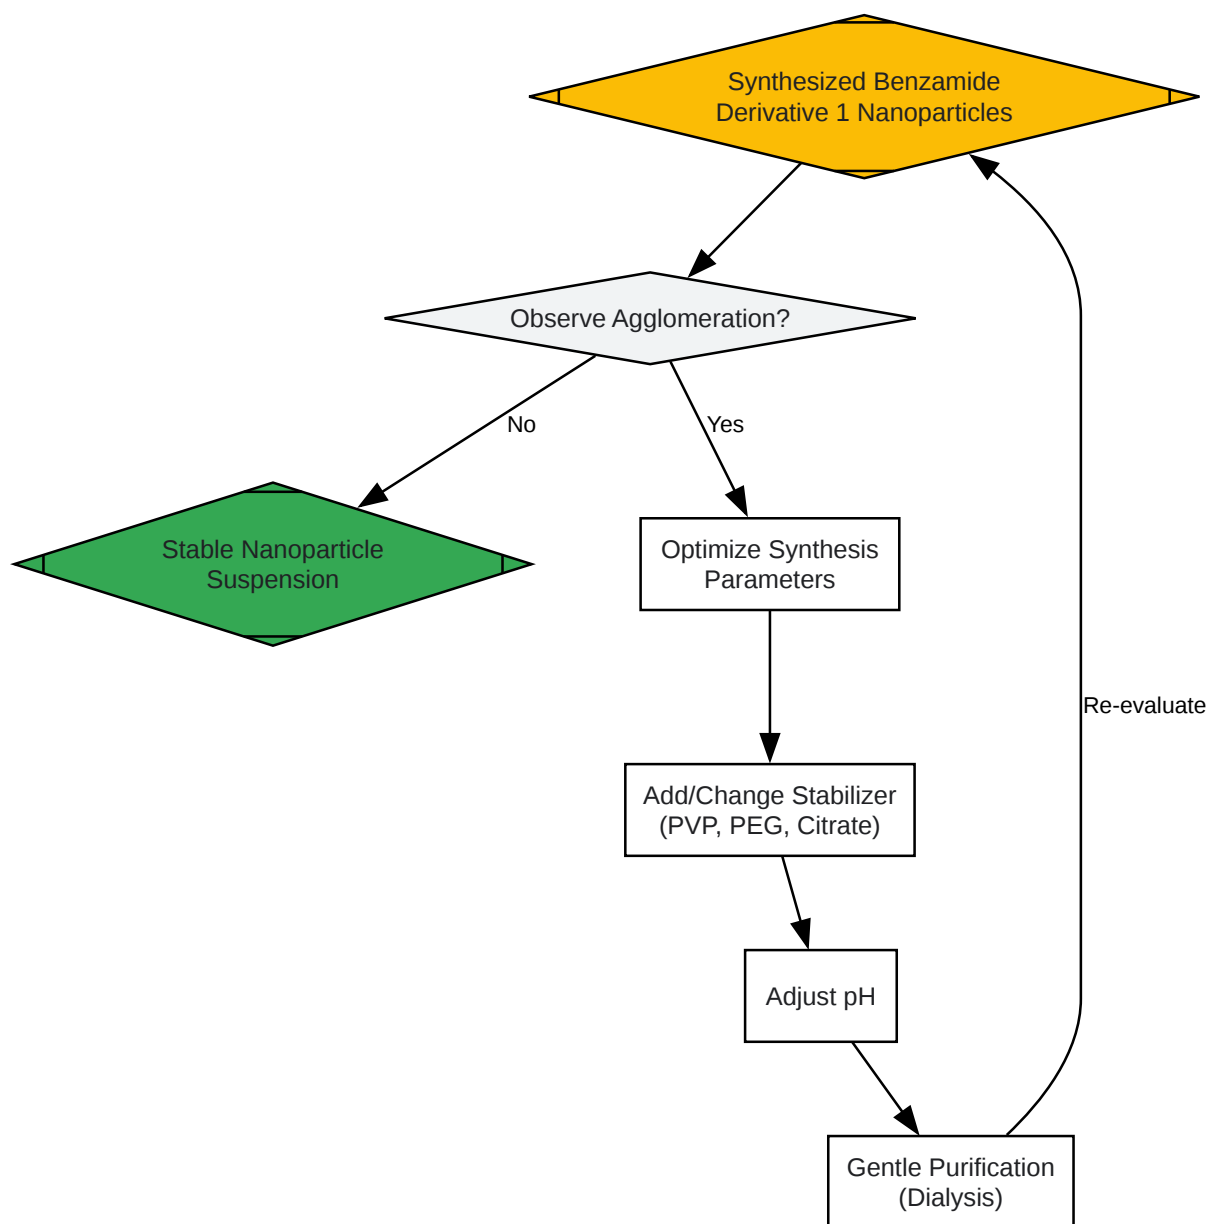 Synthesized Benzamide
Derivative 1 Nanoparticles
Observe Agglomeration?
No
Yes
Stable Nanoparticle
Suspension
Optimize Synthesis
Parameters
Re-evaluate
Add/Change Stabilizer
(PVP, PEG, Citrate)
Adjust pH
Gentle Purification
(Dialysis)